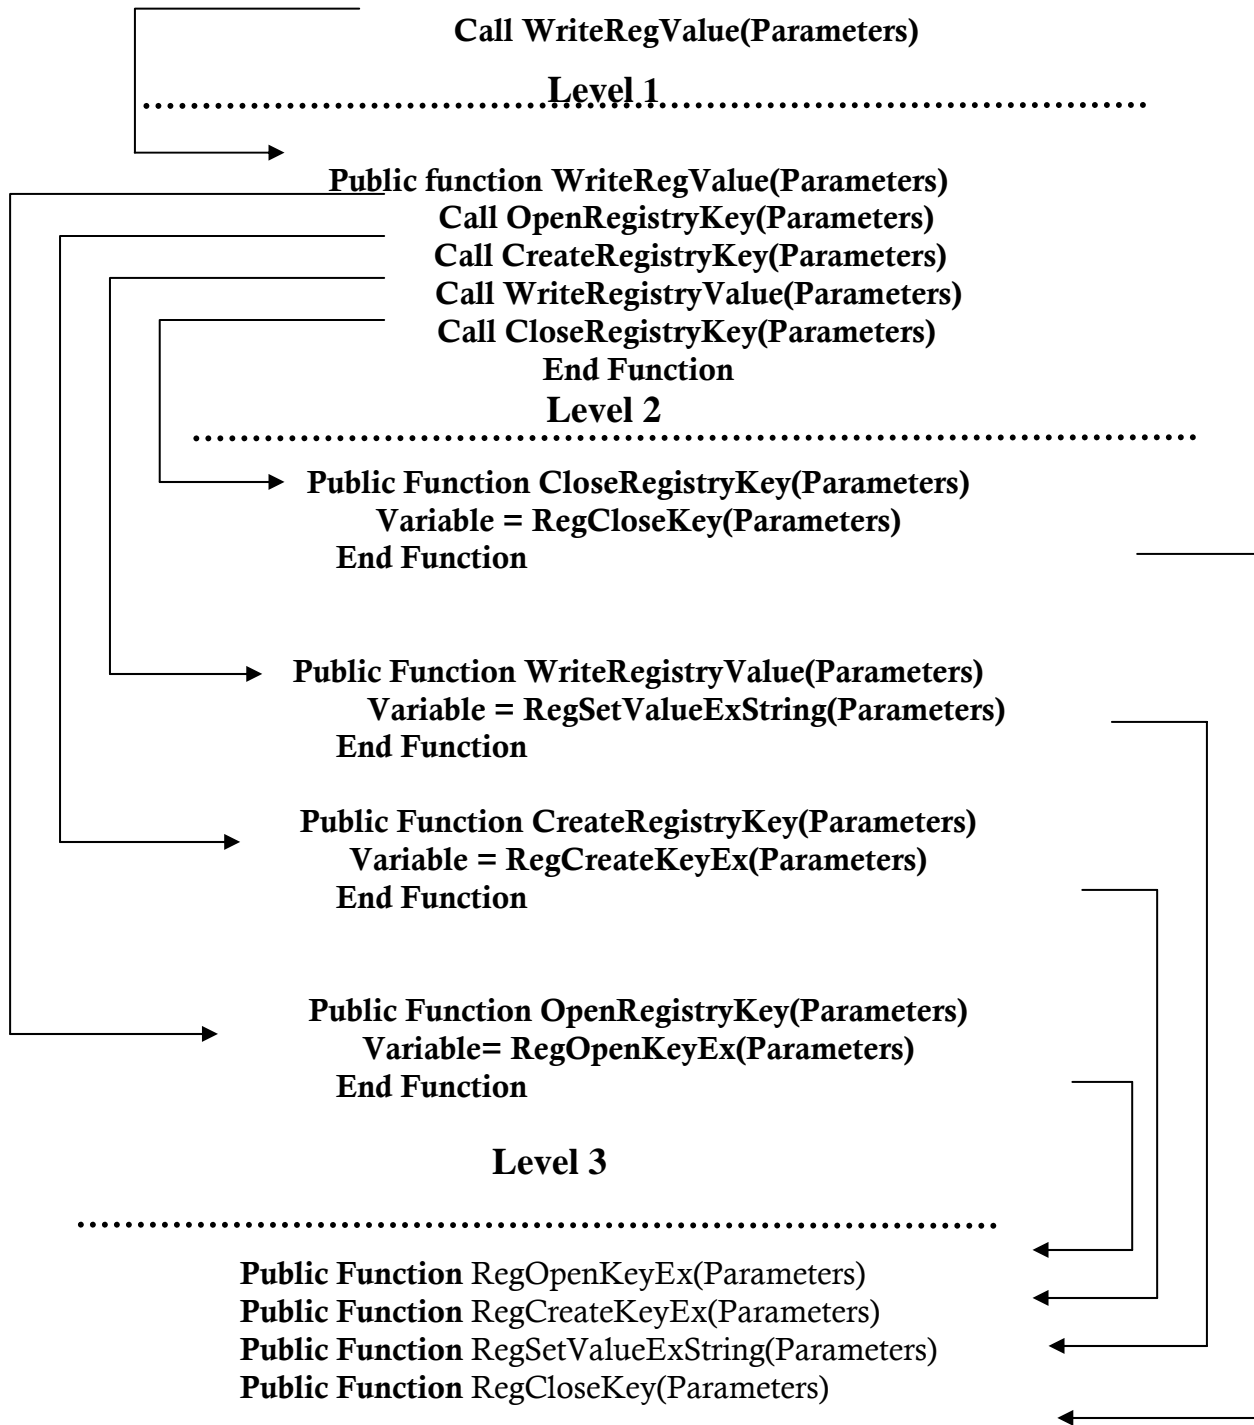 Call WriteRegValue(Parameters)
Level 1
Public function WriteRegValue(Parameters)
Call OpenRegistryKey(Parameters)
Call CreateRegistryKey(Parameters)
Call WriteRegistryValue(Parameters)
Call CloseRegistryKey(Parameters)
End Function
Level 2
Public Function CloseRegistryKey(Parameters)
Variable = RegCloseKey(Parameters)
End Function
Public Function WriteRegistryValue(Parameters)
Variable = RegSetValueExString(Parameters)
End Function
Public Function CreateRegistryKey(Parameters)
Variable = RegCreateKeyEx(Parameters)
End Function
Public Function OpenRegistryKey(Parameters)
Variable= RegOpenKeyEx(Parameters)
End Function
Level 3
Public Function RegOpenKeyEx(Parameters)
Public Function RegCreateKeyEx(Parameters)
Public Function RegSetValueExString(Parameters)
Public Function RegCloseKey(Parameters)